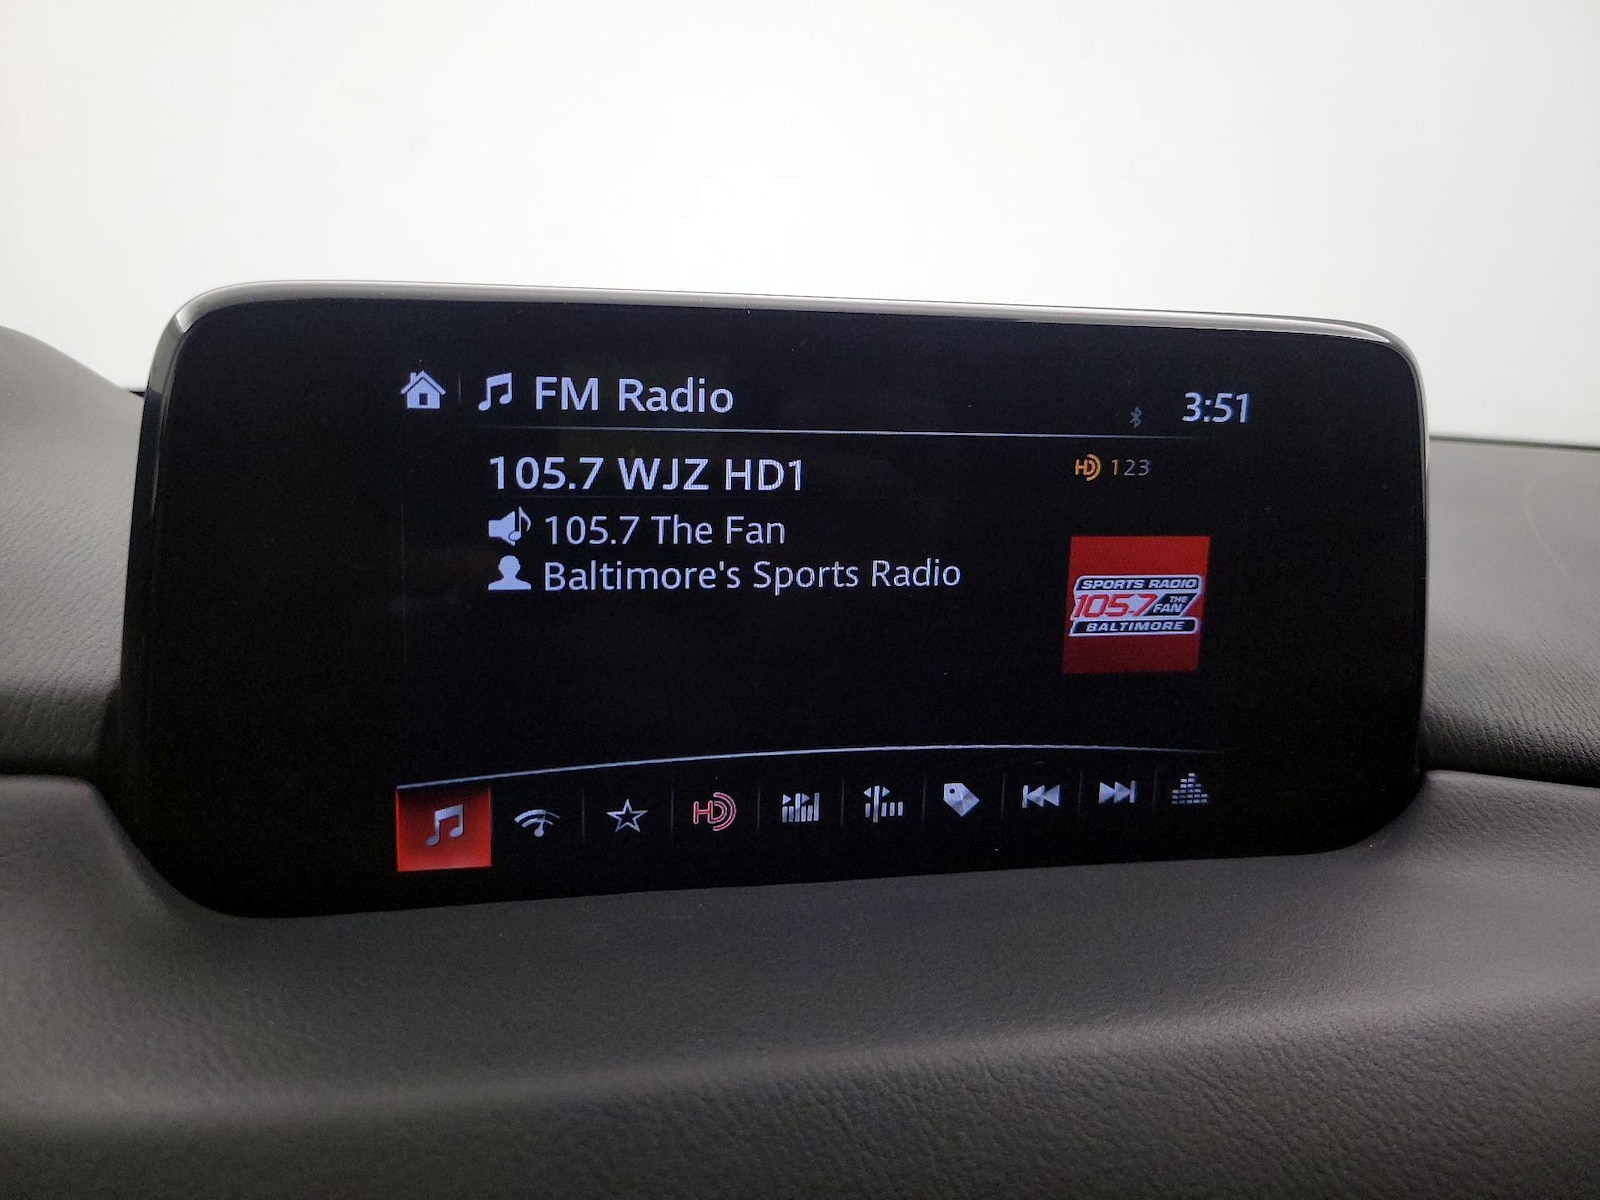 FM Radio
3:51
105.7 WJZ HD1
HD 123
105.7 The Fan
Baltimore's Sports Radio
SPORTS RADIO
105.7 THE FAN
BALTIMORE
HD